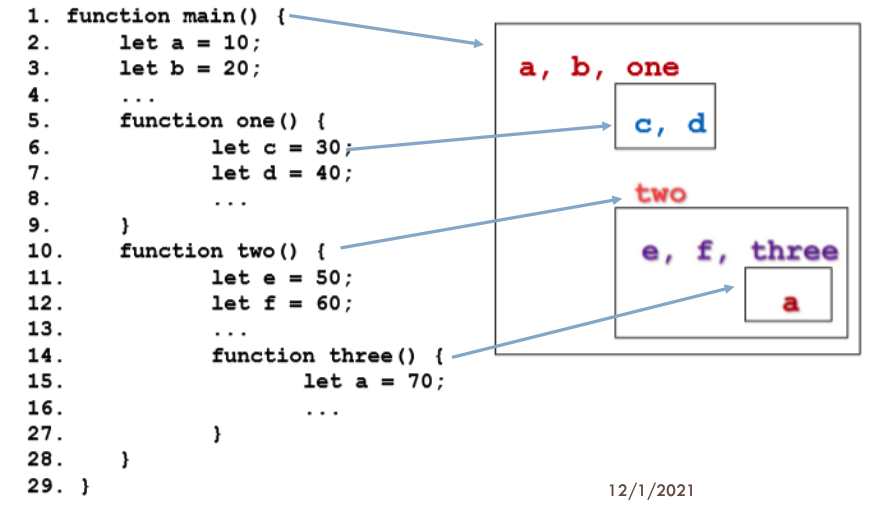 1. function main() {
2. let a = 10;
3. let b = 20;
4. ...
5. function one() {
6. let c = 30;
7. let d = 40;
8. ...
9. }
10. function two() {
11. let e = 50;
12. let f = 60;
13. ...
14. function three() {
15. let a = 70;
16. ...
27. }
28. }
29. }
a, b, one
c, d
two
e, f, three
a
12/1/2021